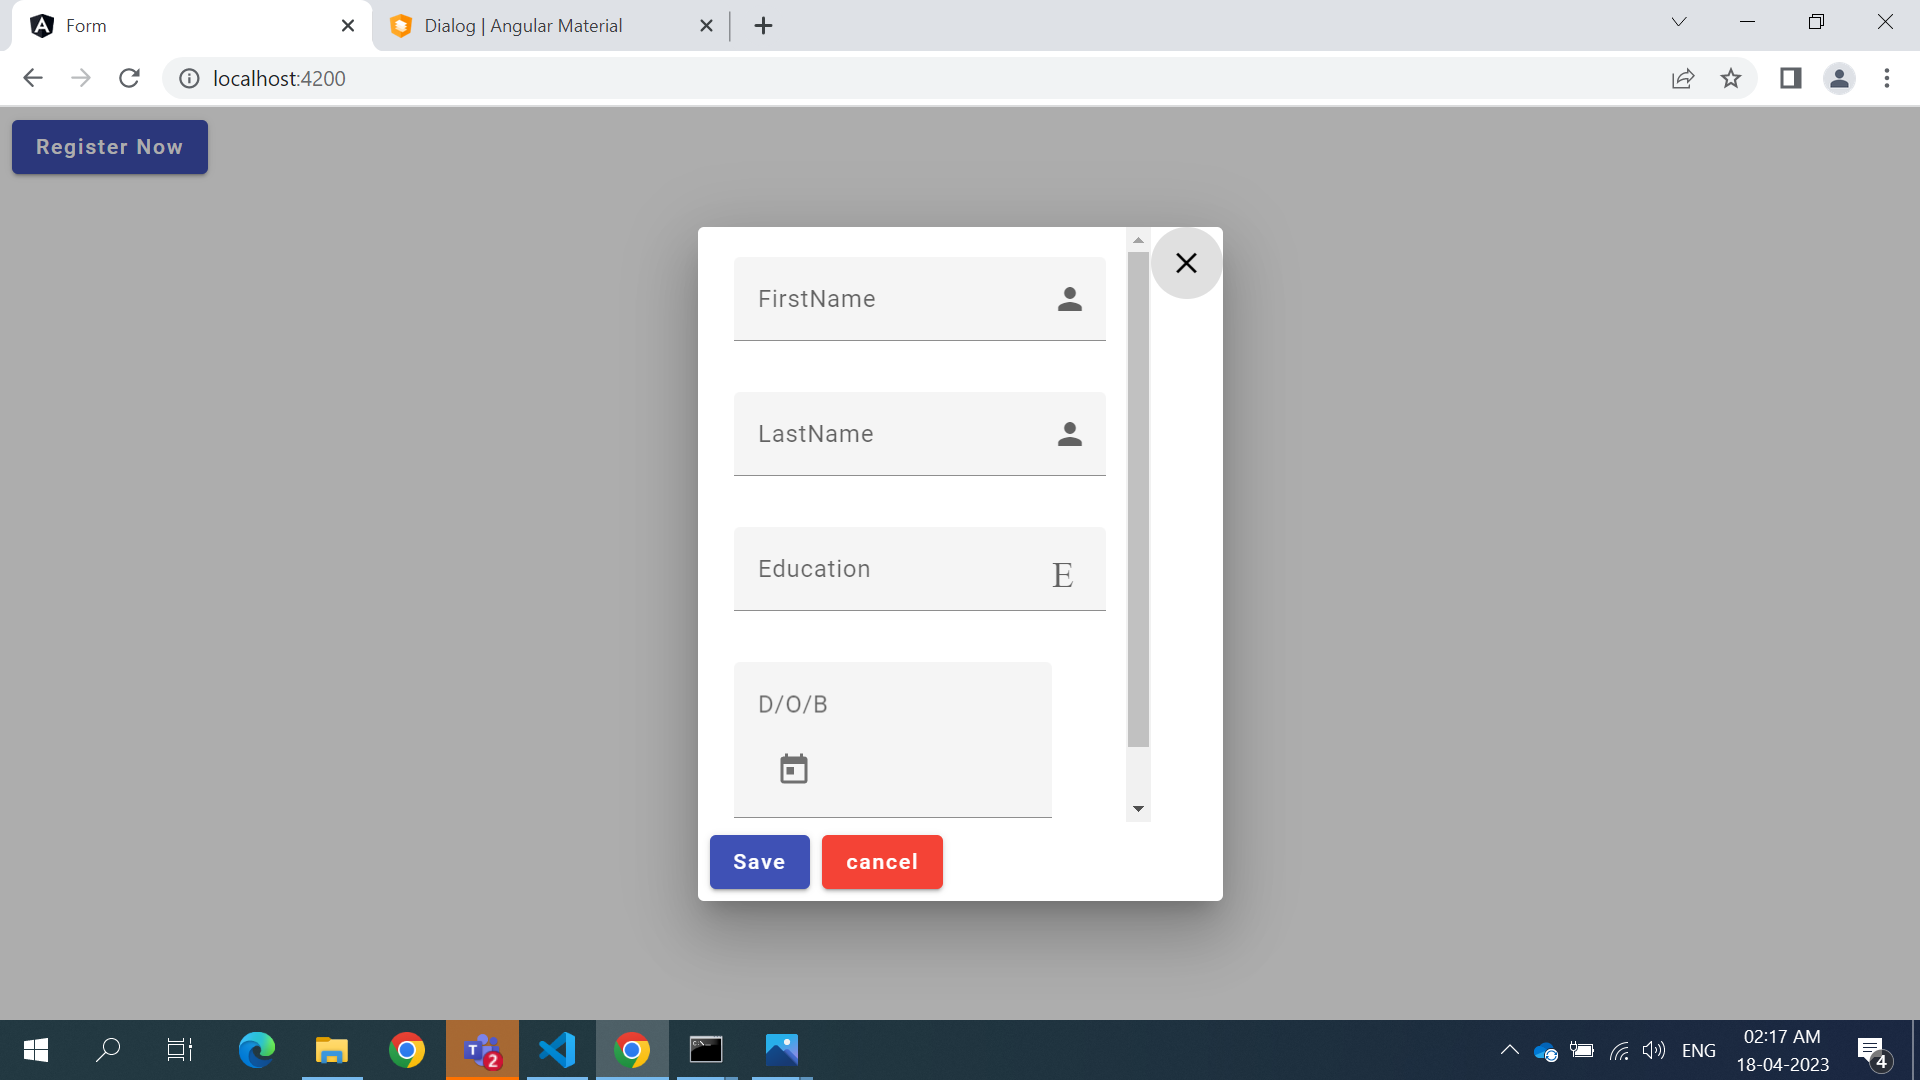 Form
Dialog | Angular Material
localhost:4200
Register Now
FirstName
LastName
Education
E
D/O/B
Save
cancel
T
2
C:\
ENG
02:17 AM
18-04-2023
4